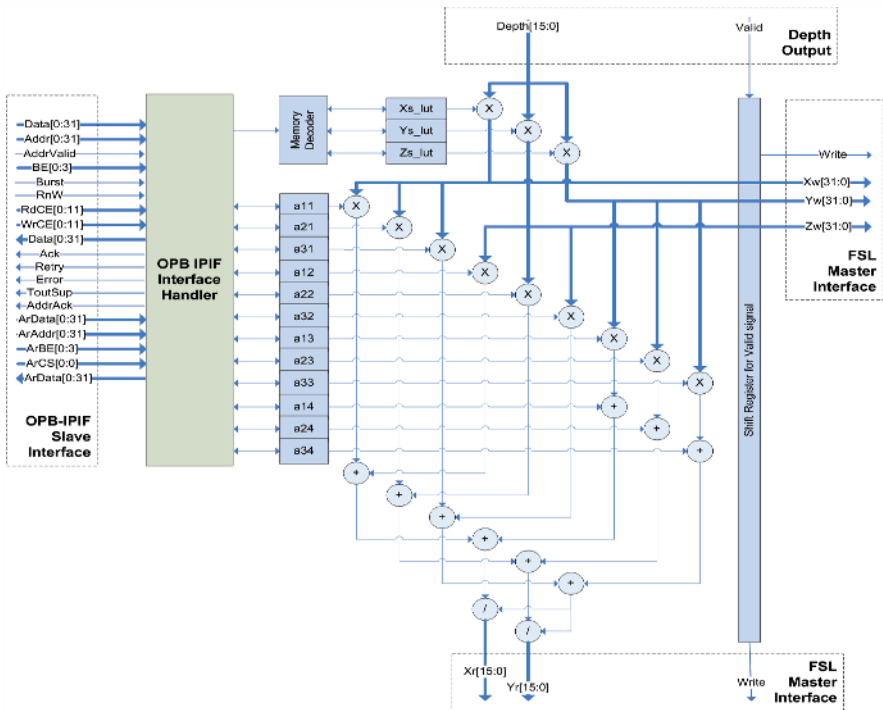 Depth[15:0]
Valid
Depth
Output
Data[0:31]
Addr[0:31]
AddrValid
BE[0:3]
Burst
RnW
RdCE[0:11]
WrCE[0:11]
Data[0:31]
Ack
Retry
Error
ToutSup
AddrAck
ArData[0:31]
ArAddr[0:31]
ArBE[0:3]
ArCS[0:0]
ArData[0:31]
OPB-IPIF
Slave
Interface
OPB IPIF
Interface
Handler
Memory
Decoder
Xs_lut
Ys_lut
Zs_lut
X
X
X
a11
a21
a31
a12
a22
a32
a13
a23
a33
a14
a24
a34
X
X
X
X
X
X
X
X
X
+
+
+
+
+
+
+
+
+
/
/
Shift Register for Valid signal
Write
Xw[31:0]
Yw[31:0]
Zw[31:0]
FSL
Master
Interface
Xr[15:0]
Yr[15:0]
Write
FSL
Master
Interface